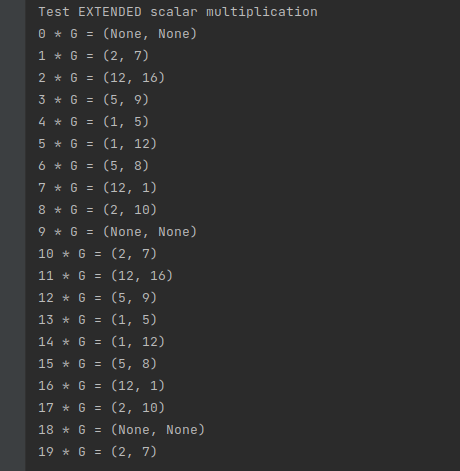 Test EXTENDED scalar multiplication
0 * G = (None, None)
1 * G = (2, 7)
2 * G = (12, 16)
3 * G = (5, 9)
4 * G = (1, 5)
5 * G = (1, 12)
6 * G = (5, 8)
7 * G = (12, 1)
8 * G = (2, 10)
9 * G = (None, None)
10 * G = (2, 7)
11 * G = (12, 16)
12 * G = (5, 9)
13 * G = (1, 5)
14 * G = (1, 12)
15 * G = (5, 8)
16 * G = (12, 1)
17 * G = (2, 10)
18 * G = (None, None)
19 * G = (2, 7)